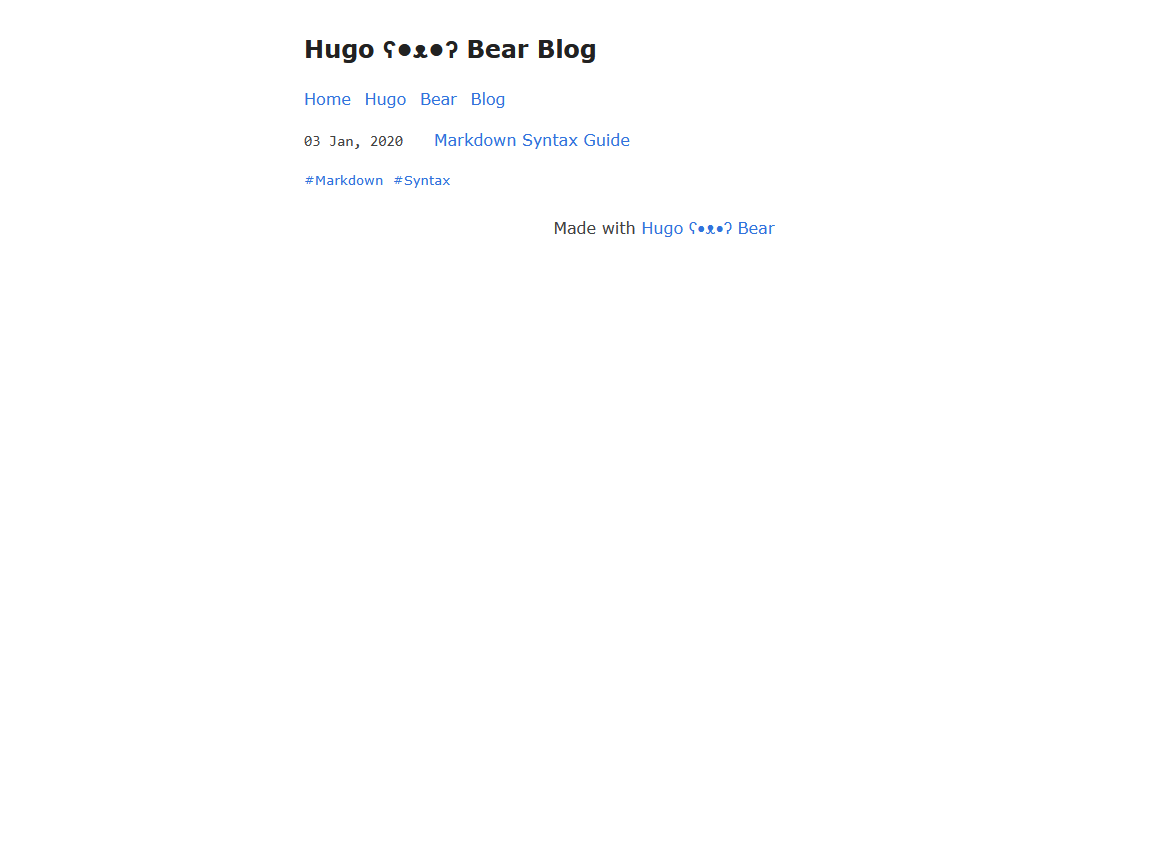 Hugo ʕ•ᴥ•ʔ Bear Blog
Home Hugo Bear Blog
03 Jan, 2020 Markdown Syntax Guide
#Markdown #Syntax
Made with Hugo ʕ•ᴥ•ʔ Bear